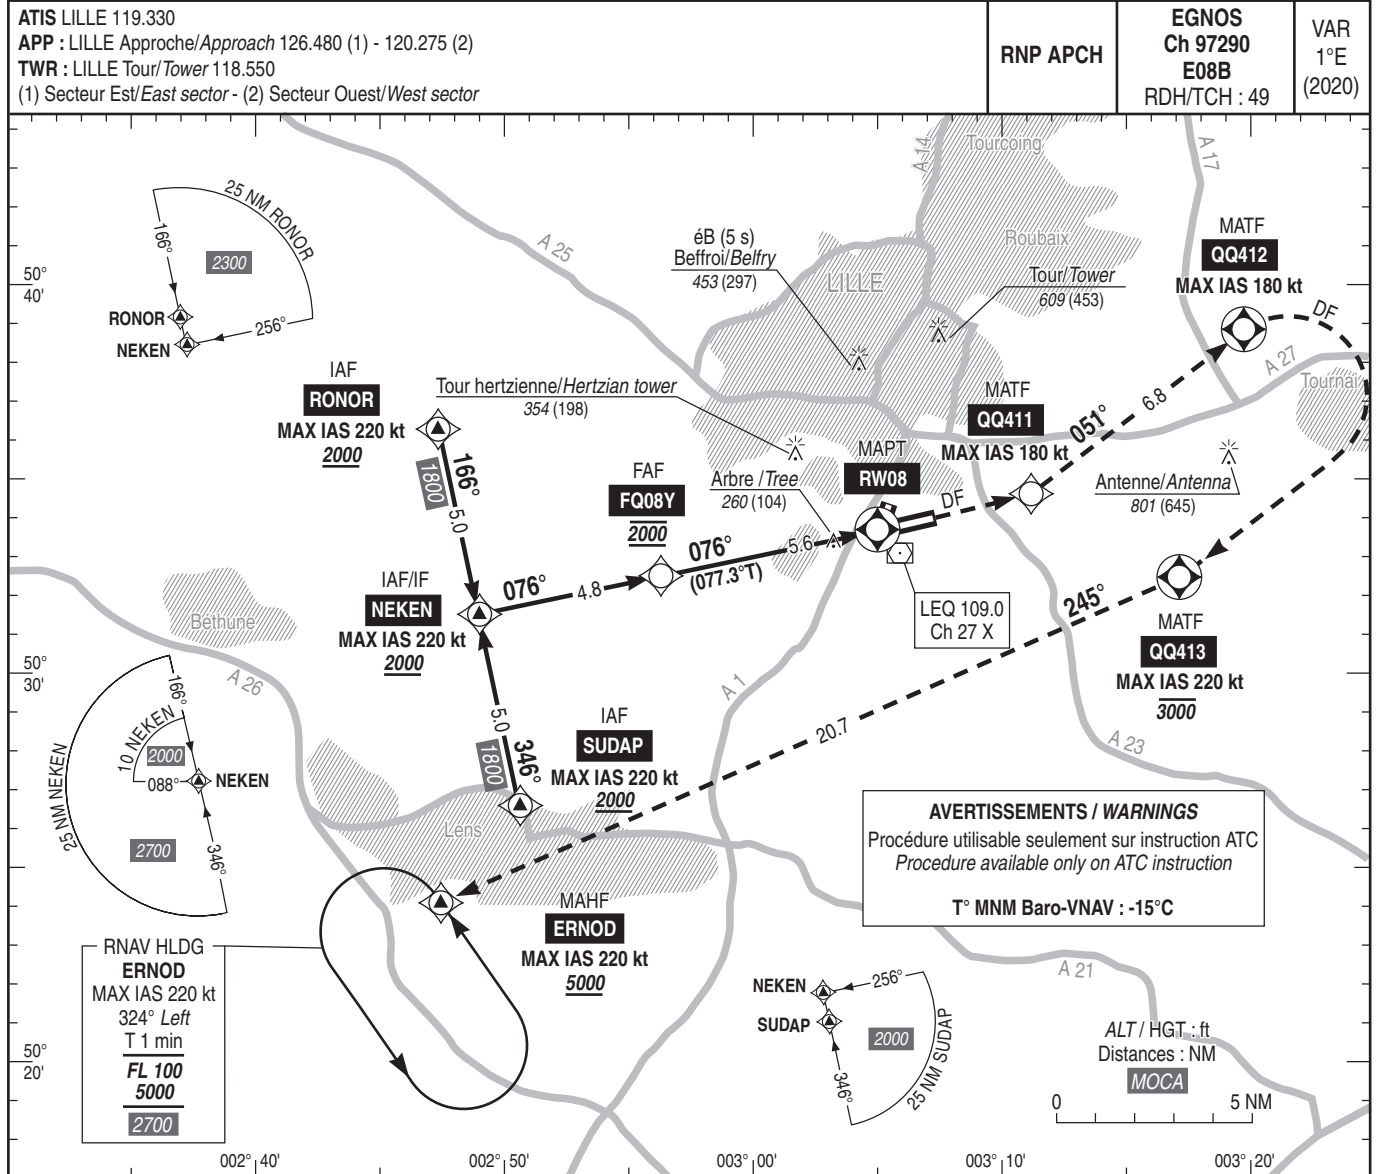 ATIS LILLE 119.330
APP : LILLE Approche/Approach 126.480 (1) - 120.275 (2)
TWR : LILLE Tour/Tower 118.550
(1) Secteur Est/East sector - (2) Secteur Ouest/West sector
RNP APCH
EGNOS
Ch 97290
E08B
RDH/TCH : 49
VAR
1°E
(2020)
A 14
Tourcoing
A 17
25 NM RONOR
166°
2300
RONOR
NEKEN
256°
50°
40'
A 25
éB (5 s)
Beffroi/Belfry
453 (297)
LILLE
Roubaix
Tour/Tower
609 (453)
MATF
QQ412
MAX IAS 180 kt
DF
A 27
Tournai
IAF
RONOR
MAX IAS 220 kt
2000
Tour hertzienne/Hertzian tower
354 (198)
MATF
QQ411
MAX IAS 180 kt
051°
6.8
166°
1800
5.0
FAF
FQ08Y
2000
Arbre /Tree
260 (104)
MAPT
RW08
DF
Antenne/Antenna
801 (645)
076°
5.6
(077.3°T)
IAF/IF
NEKEN
MAX IAS 220 kt
2000
076°
4.8
LEQ 109.0
Ch 27 X
245°
MATF
QQ413
MAX IAS 220 kt
3000
Béthune
50°
30'
A 26
A 1
20.7
A 23
5.0
1800
346°
IAF
SUDAP
MAX IAS 220 kt
2000
166°
10 NEKEN
2000
088°
NEKEN
25 NM NEKEN
2700
346°
Lens
AVERTISSEMENTS / WARNINGS
Procédure utilisable seulement sur instruction ATC
Procedure available only on ATC instruction
T° MNM Baro-VNAV : -15°C
MAHF
ERNOD
MAX IAS 220 kt
5000
RNAV HLDG
ERNOD
MAX IAS 220 kt
324° Left
T 1 min
FL 100
5000
2700
NEKEN
256°
SUDAP
2000
346°
25 NM SUDAP
A 21
ALT / HGT : ft
Distances : NM
MOCA
0
5 NM
50°
20'
002° 40'
002° 50'
003° 00'
003° 10'
003° 20'